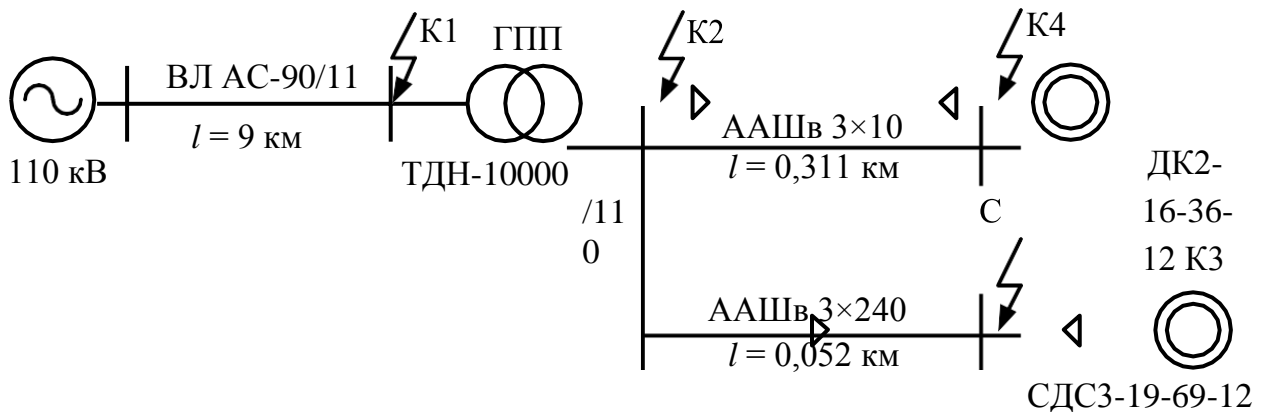 К1
ГПП
К2
К4
ВЛ АС-90/11
l = 9 км
110 кВ
ТДН-10000
/11
0
ААШв 3×10
l = 0,311 км
С
ДК2-
16-36-
12 К3
ААШв 3×240
l = 0,052 км
СДС3-19-69-12